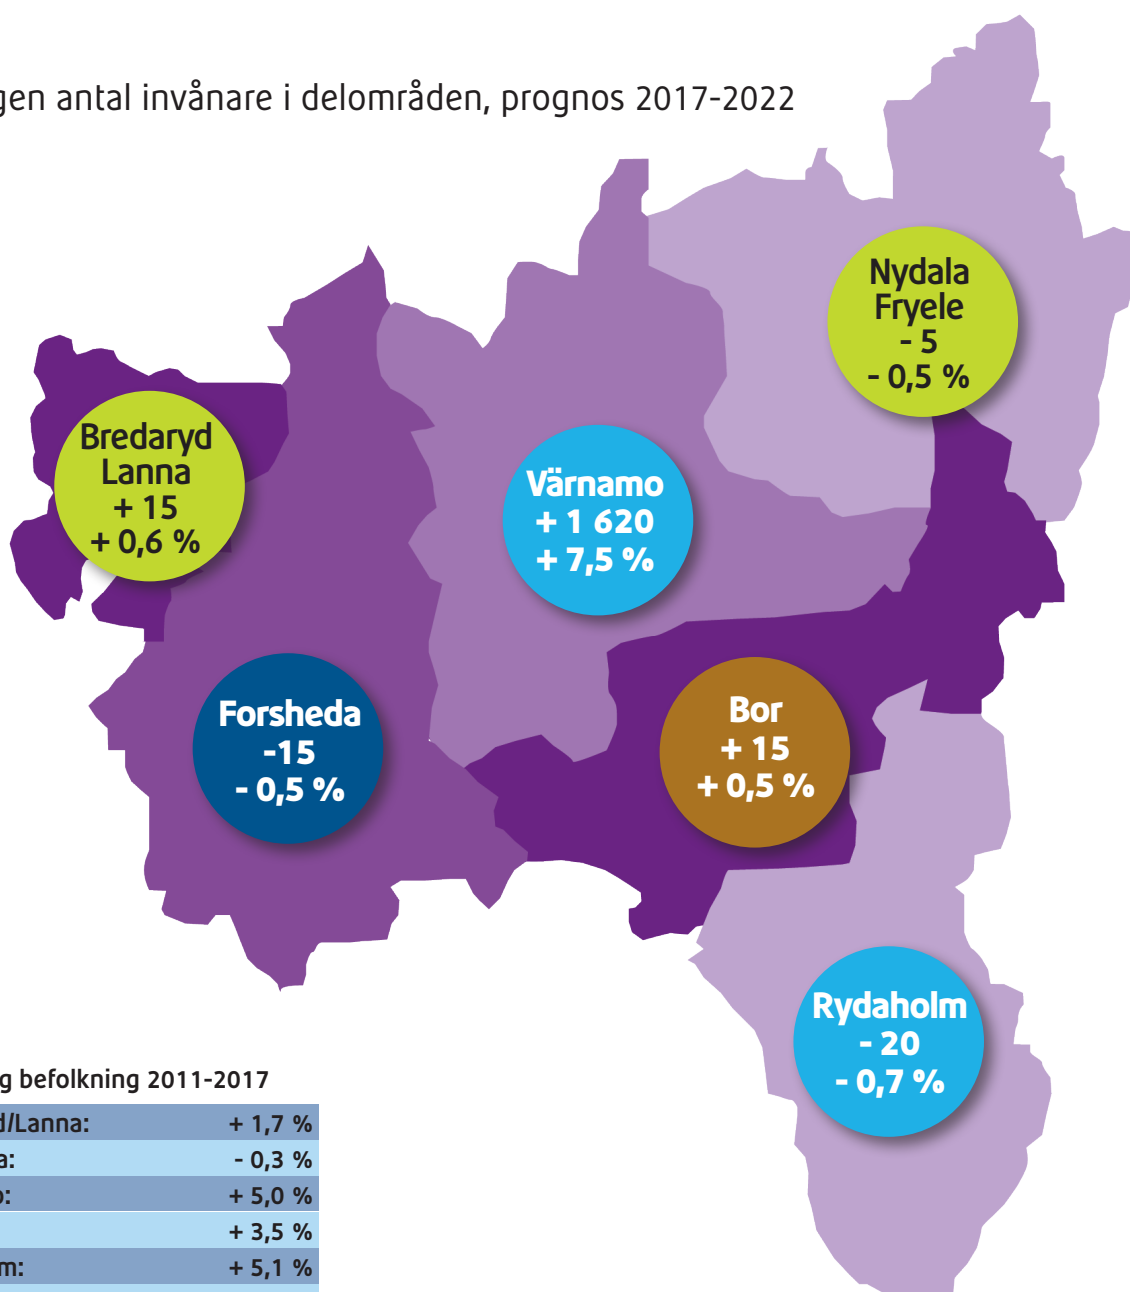 gen antal invånare i delområden, prognos 2017-2022
Nydala
Fryele
- 5
- 0,5 %
Bredaryd
Lanna
+ 15
+ 0,6 %
Värnamo
+ 1 620
+ 7,5 %
Forsheda
-15
- 0,5 %
Bor
+ 15
+ 0,5 %
Rydaholm
- 20
- 0,7 %
g befolkning 2011-2017
d/Lanna: + 1,7 %
a: - 0,3 %
o: + 5,0 %
+ 3,5 %
m: + 5,1 %